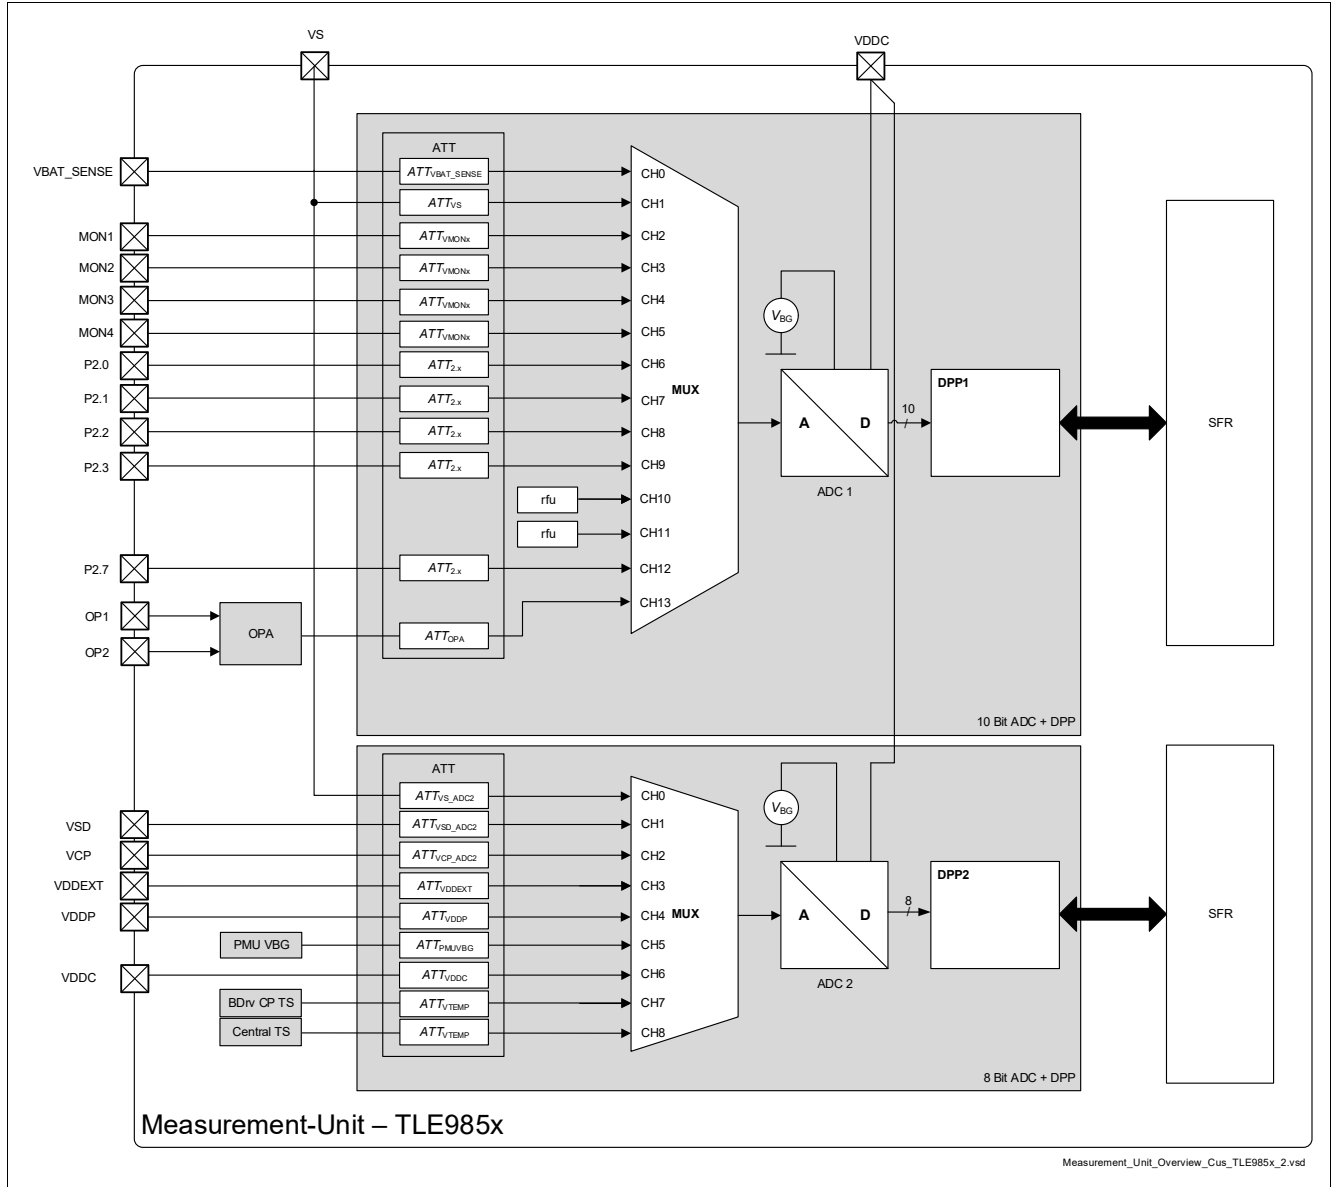 VS
VDDC
ATT
VBAT_SENSE
ATTVBAT_SENSE
CH0
ATTVS
CH1
MON1
ATTVMONx
CH2
MON2
ATTVMONx
CH3
MON3
ATTVMONx
CH4
VBG
MON4
ATTVMONx
CH5
P2.0
ATT2.x
CH6
DPP1
MUX
P2.1
ATT2.x
CH7
10
A
D
SFR
P2.2
ATT2.x
CH8
P2.3
ATT2.x
CH9
ADC 1
rfu
CH10
rfu
CH11
P2.7
ATT2.x
CH12
CH13
OP1
OPA
ATTOPA
OP2
10 Bit ADC + DPP
ATT
ATTVS_ADC2
CH0
VBG
VSD
ATTVSD_ADC2
CH1
VCP
ATTVCP_ADC2
CH2
DPP2
VDDEXT
ATTVDDEXT
CH3
8
VDDP
ATTVDDP
CH4
MUX
A
D
SFR
PMU VBG
ATTPMUVBG
CH5
VDDC
ATTVDDC
CH6
ADC 2
BDrv CP TS
ATTVTEMP
CH7
Central TS
ATTVTEMP
CH8
8 Bit ADC + DPP
Measurement-Unit – TLE985x
Measurement_Unit_Overview_Cus_TLE985x_2.vsd